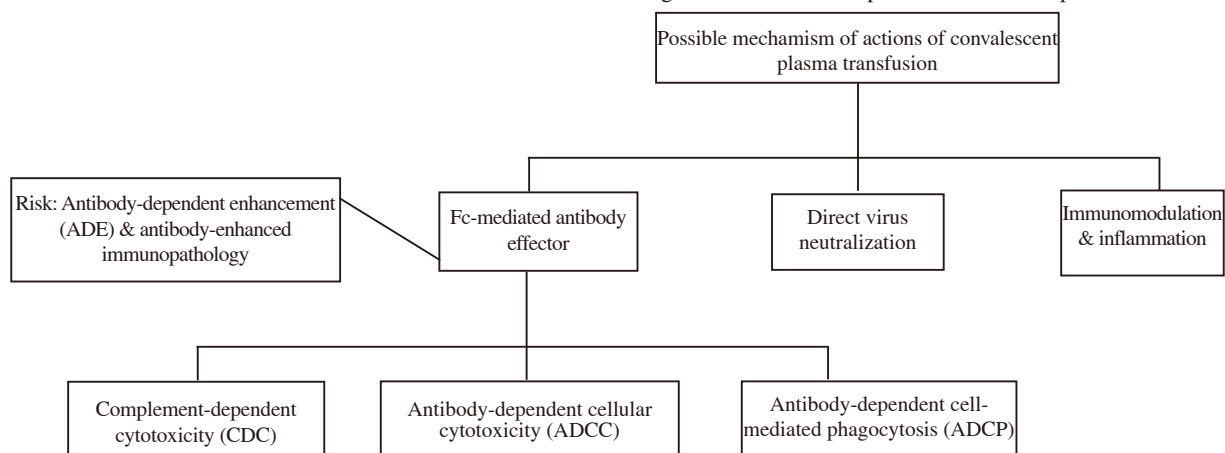 Possible mechamism of actions of convalescent
plasma transfusion
Risk: Antibody-dependent enhancement
(ADE) & antibody-enhanced
immunopathology
Fc-mediated antibody
effector
Direct virus
neutralization
Immunomodulation
& inflammation
Complement-dependent
cytotoxicity (CDC)
Antibody-dependent cellular
cytotoxicity (ADCC)
Antibody-dependent cell-
mediated phagocytosis (ADCP)